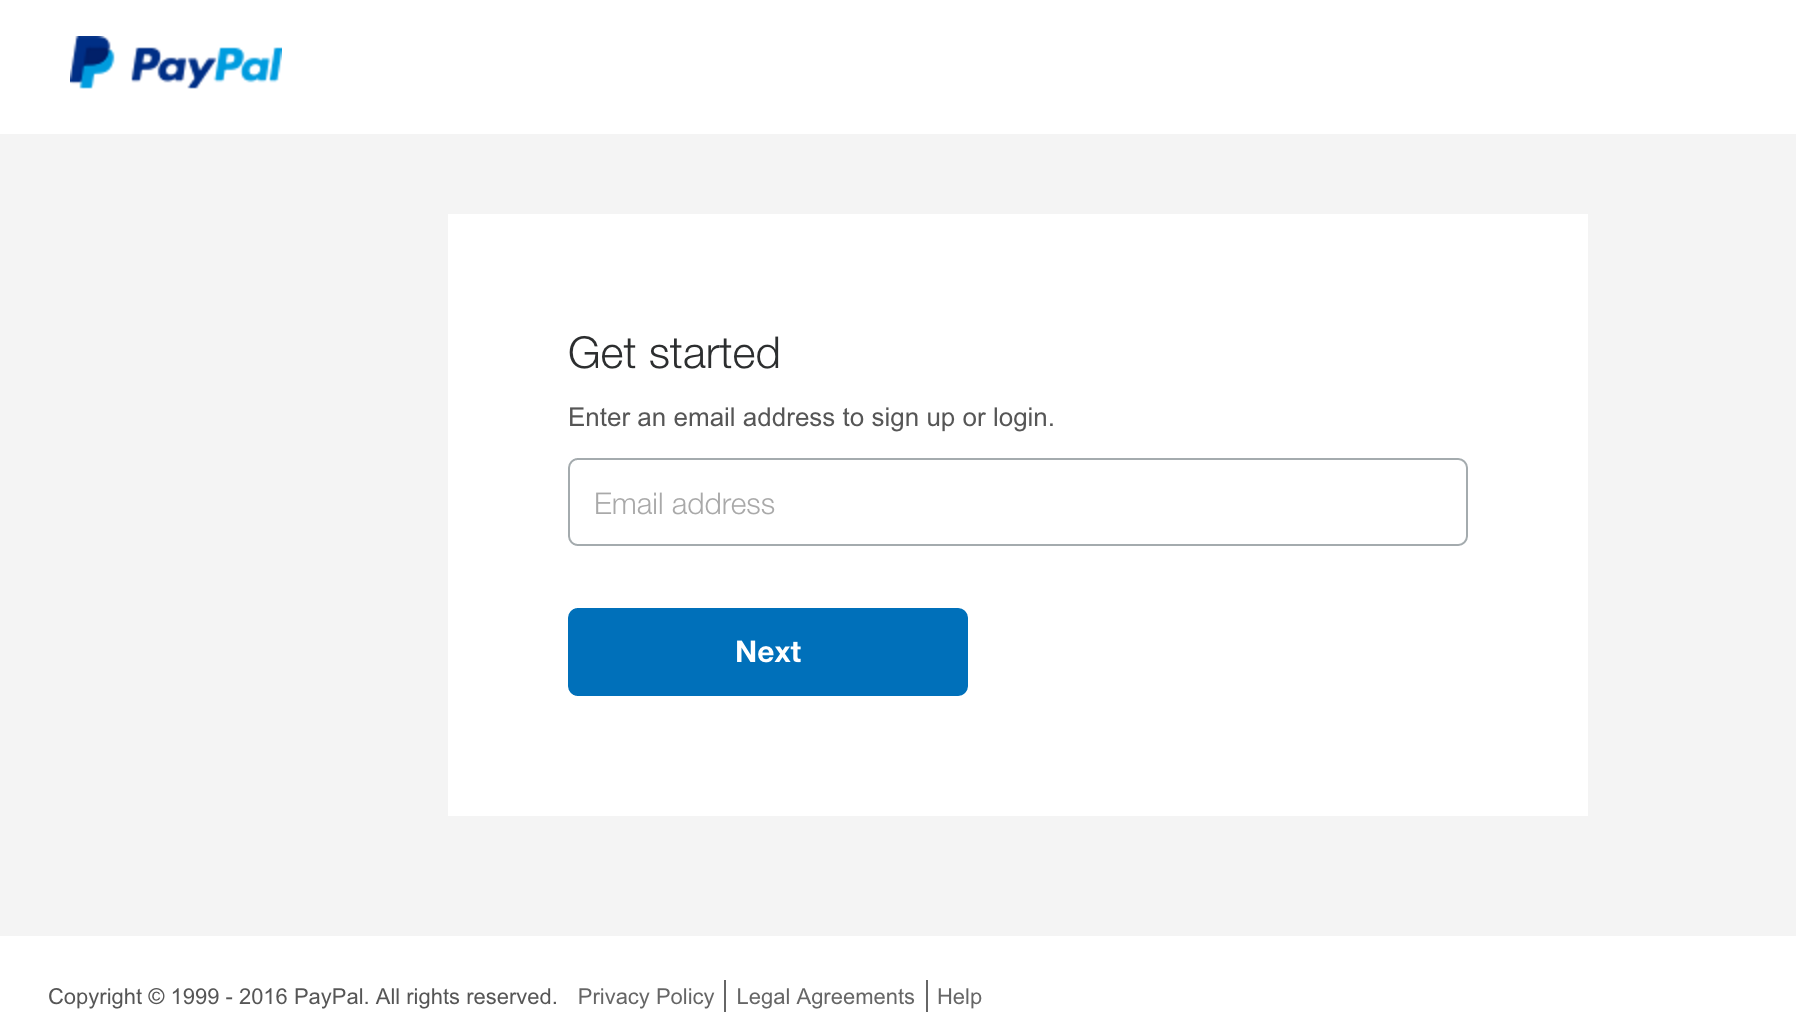 PayPal
Get started
Enter an email address to sign up or login.
Email address
Next
Copyright © 1999 - 2016 PayPal. All rights reserved. Privacy Policy Legal Agreements Help